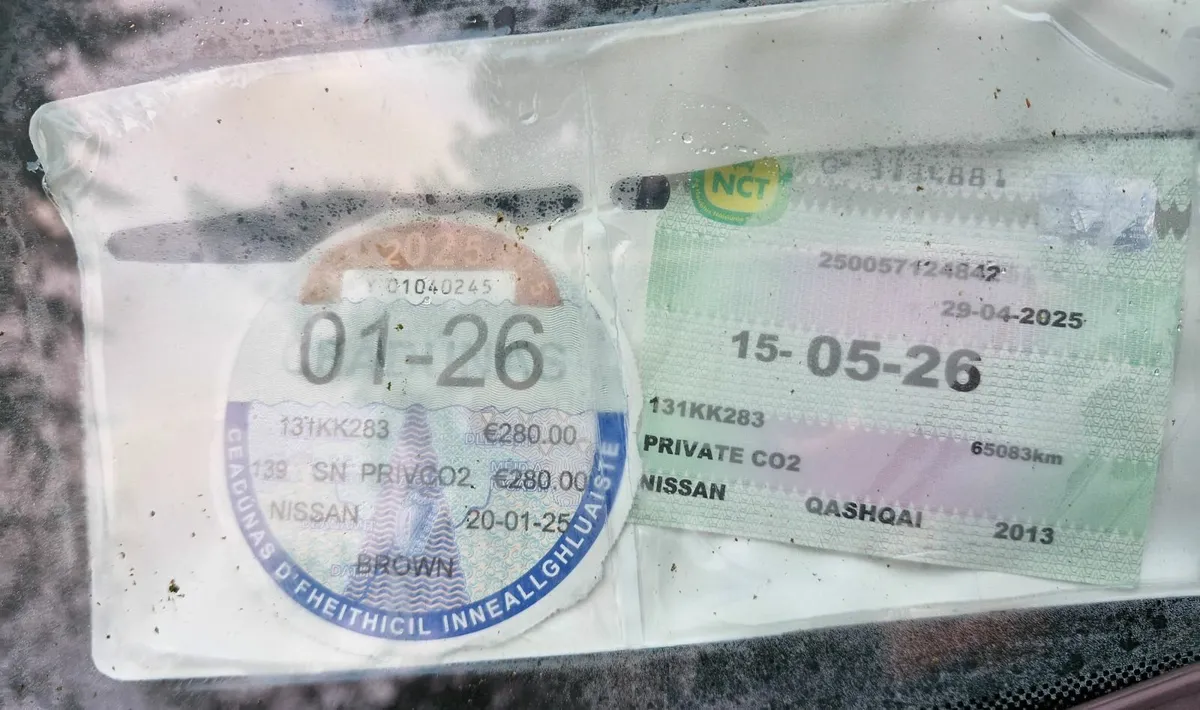 2025
Y 01040245
01-26
131KK283 €280.00
139 SN PRIVCO2 €280.00
NISSAN 20-01-25
BROWN
CEADÚNAS D'FHEITHICIL INNEALLGHLUAISTE
NCT
250057124842
29-04-2025
15-05-26
131KK283
65083km
PRIVATE CO2
NISSAN QASHQAI 2013